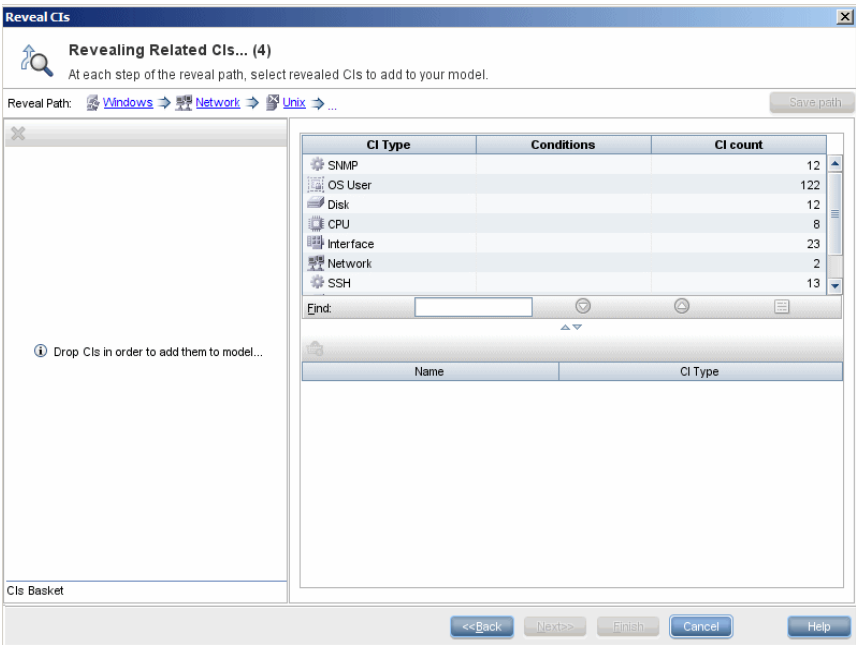 Reveal CIs
Revealing Related CIs... (4)
At each step of the reveal path, select revealed CIs to add to your model.
Reveal Path: Windows Network Unix ... Save path
CI Type Conditions CI count
SNMP 12
OS User 122
Disk 12
CPU 8
Interface 23
Network 2
SSH 13
Find:
Drop CIs in order to add them to model...
Name CI Type
CIs Basket
<<Back Next>> Finish Cancel Help